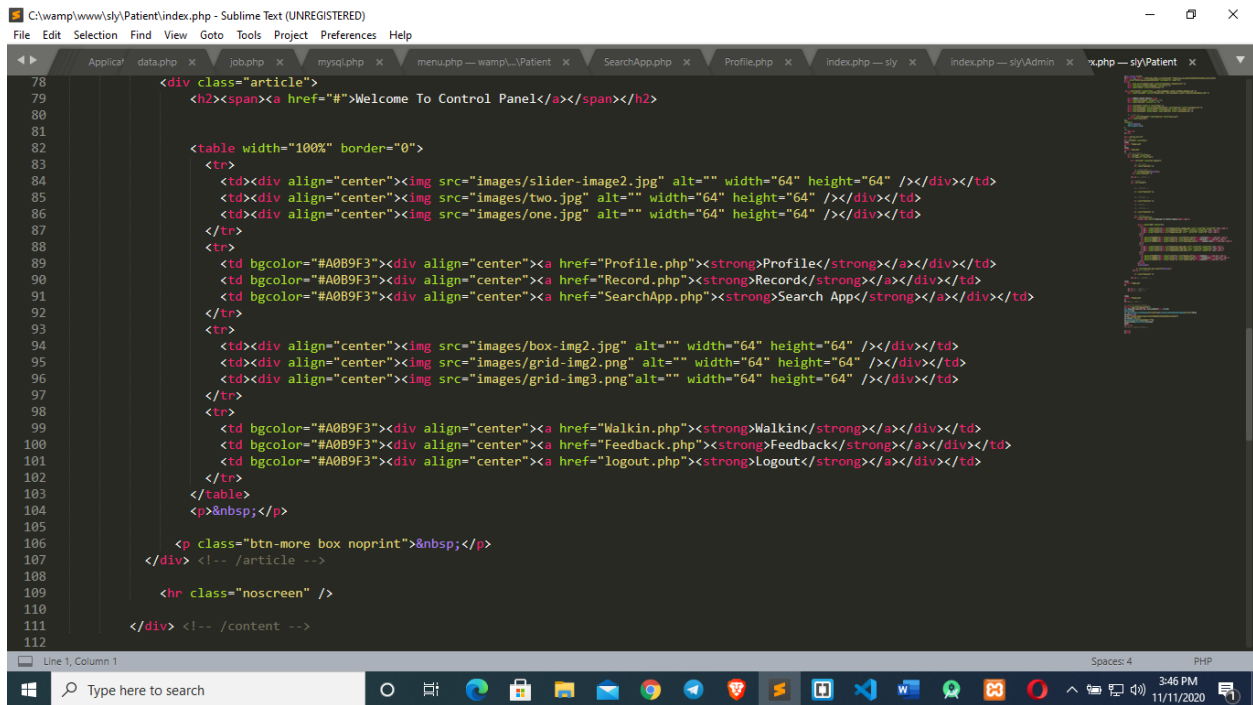 C:\wamp\www\sly\Patient\index.php - Sublime Text (UNREGISTERED)
File Edit Selection Find View Goto Tools Project Preferences Help
Applicat data.php × job.php × mysql.php × menu.php — wamp\...\Patient × SearchApp.php × Profile.php × index.php — sly × index.php — sly\Admin × x.php — sly\Patient ×
78 <div class="article">
79 <h2><span><a href="#">Welcome To Control Panel</a></span></h2>
80
81
82 <table width="100%" border="0">
83 <tr>
84 <td><div align="center"><img src="images/slider-image2.jpg" alt="" width="64" height="64" /></div></td>
85 <td><div align="center"><img src="images/two.jpg" alt="" width="64" height="64" /></div></td>
86 <td><div align="center"><img src="images/one.jpg" alt="" width="64" height="64" /></div></td>
87 </tr>
88 <tr>
89 <td bgcolor="#A0B9F3"><div align="center"><a href="Profile.php"><strong>Profile</strong></a></div></td>
90 <td bgcolor="#A0B9F3"><div align="center"><a href="Record.php"><strong>Record</strong></a></div></td>
91 <td bgcolor="#A0B9F3"><div align="center"><a href="SearchApp.php"><strong>Search App</strong></a></div></td>
92 </tr>
93 <tr>
94 <td><div align="center"><img src="images/box-img2.jpg" alt="" width="64" height="64" /></div></td>
95 <td><div align="center"><img src="images/grid-img2.png" alt="" width="64" height="64" /></div></td>
96 <td><div align="center"><img src="images/grid-img3.png"alt="" width="64" height="64" /></div></td>
97 </tr>
98 <tr>
99 <td bgcolor="#A0B9F3"><div align="center"><a href="Walkin.php"><strong>Walkin</strong></a></div></td>
100 <td bgcolor="#A0B9F3"><div align="center"><a href="Feedback.php"><strong>Feedback</strong></a></div></td>
101 <td bgcolor="#A0B9F3"><div align="center"><a href="logout.php"><strong>Logout</strong></a></div></td>
102 </tr>
103 </table>
104 <p>&nbsp;</p>
105
106 <p class="btn-more box noprint">&nbsp;</p>
107 </div> <!-- /article -->
108
109 <hr class="noscreen" />
110
111 </div> <!-- /content -->
112
Line 1, Column 1 Spaces: 4 PHP
Type here to search
3:46 PM
11/11/2020
1